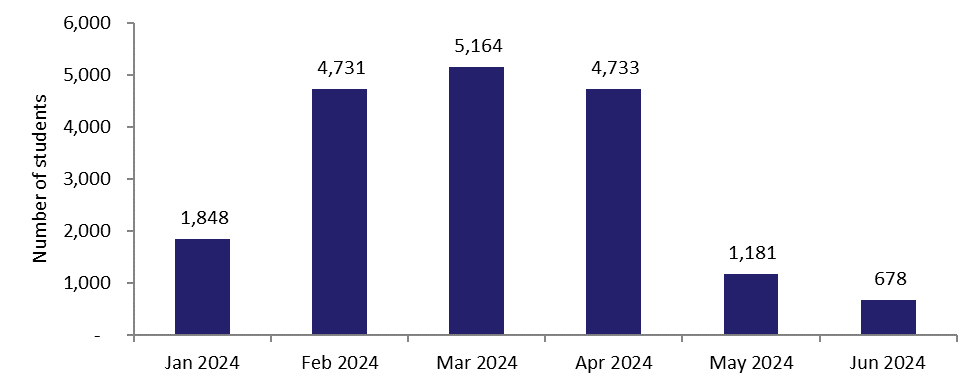 6,000
5,164
4,731
4,733
5,000
4,000
3,000
2,000
1,848
1,181
1,000
678
-
Number of students
Jan 2024
Feb 2024
Mar 2024
Apr 2024
May 2024
Jun 2024